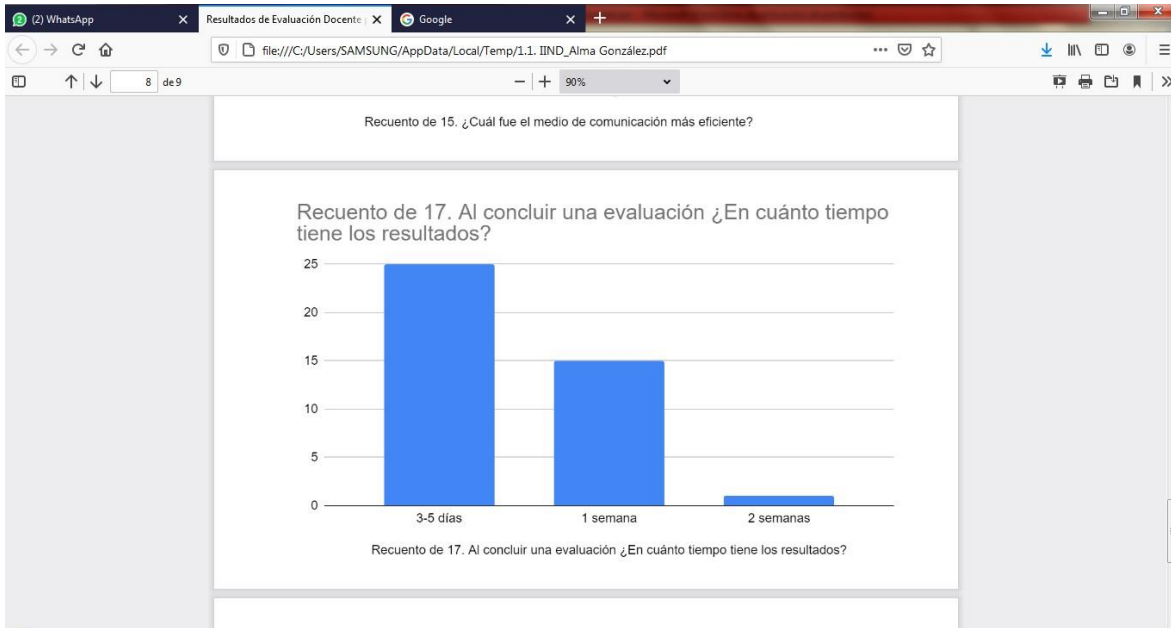 (2) WhatsApp
Resultados de Evaluación Docente
Google
file:///C:/Users/SAMSUNG/AppData/Local/Temp/1.1. IIND_Alma González.pdf
8 de 9
90%
Recuento de 15. ¿Cuál fue el medio de comunicación más eficiente?
Recuento de 17. Al concluir una evaluación ¿En cuánto tiempo
tiene los resultados?
25
20
15
10
5
0
3-5 días
1 semana
2 semanas
Recuento de 17. Al concluir una evaluación ¿En cuánto tiempo tiene los resultados?